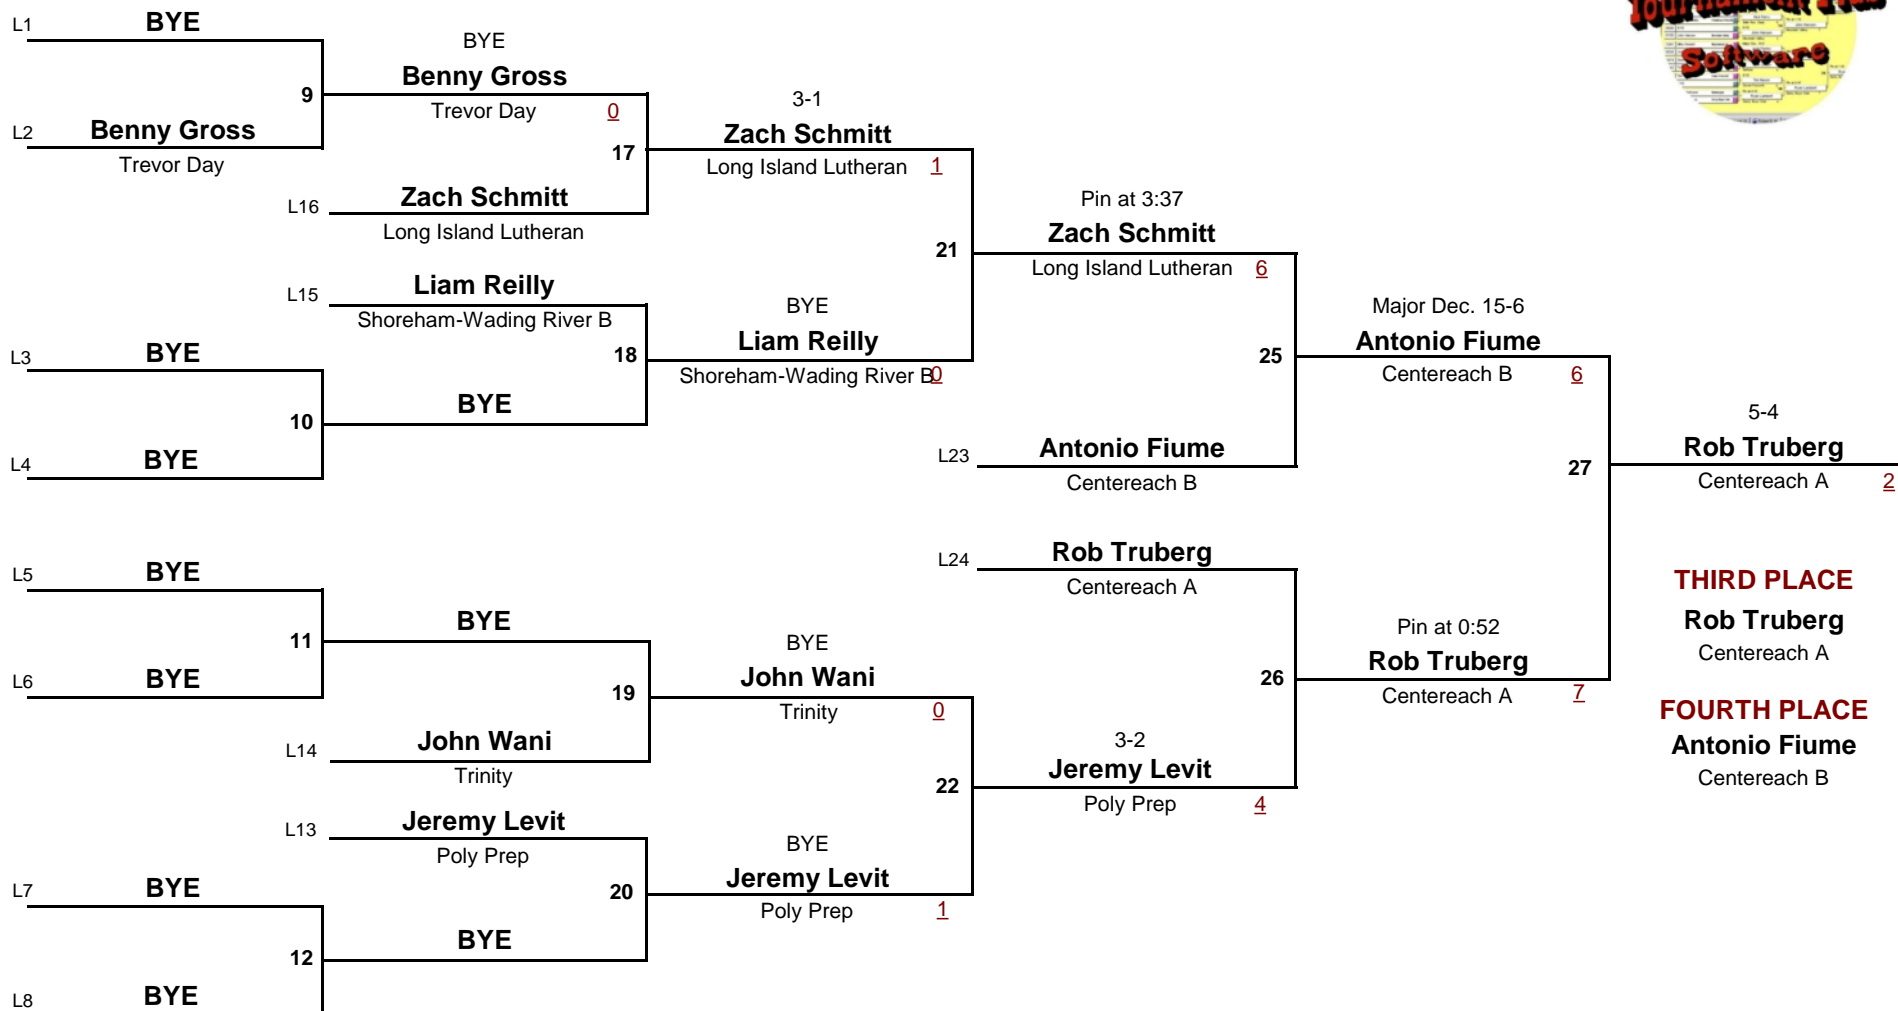 Tournament Plus
Software
L1
BYE
9
L2
Benny Gross
Trevor Day
BYE
Benny Gross
Trevor Day
0
17
L16
Zach Schmitt
Long Island Lutheran
3-1
Zach Schmitt
Long Island Lutheran
1
21
L15
Liam Reilly
Shoreham-Wading River B
18
L3
BYE
10
L4
BYE
BYE
BYE
Liam Reilly
Shoreham-Wading River B
0
Pin at 3:37
Zach Schmitt
Long Island Lutheran
6
25
L23
Antonio Fiume
Centereach B
Major Dec. 15-6
Antonio Fiume
Centereach B
6
27
5-4
Rob Truberg
Centereach A
2
L5
BYE
11
L6
BYE
BYE
19
L14
John Wani
Trinity
BYE
John Wani
Trinity
0
22
L13
Jeremy Levit
Poly Prep
20
L7
BYE
12
L8
BYE
BYE
BYE
Jeremy Levit
Poly Prep
1
L24
Rob Truberg
Centereach A
26
3-2
Jeremy Levit
Poly Prep
4
Pin at 0:52
Rob Truberg
Centereach A
7
THIRD PLACE
Rob Truberg
Centereach A
FOURTH PLACE
Antonio Fiume
Centereach B